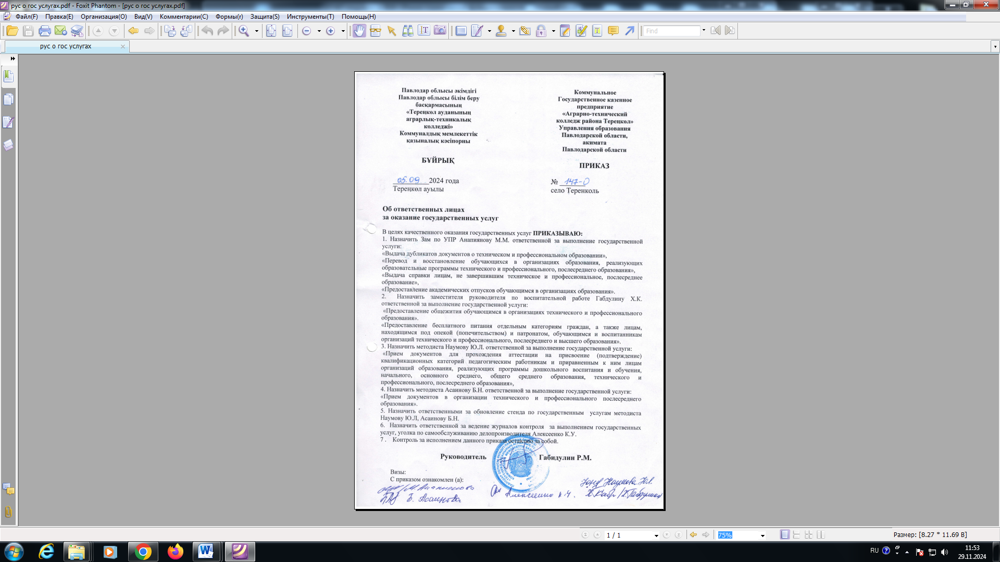 рус о гос услугах.pdf - Foxit Phantom - [рус о гос услугах.pdf]
Файл(F) Правка(E) Организация(O) Вид(V) Комментарии(C) Формы(r) Защита(S) Инструменты(T) Помощь(H)
Find
рус о гос услугах
Павлодар облысы әкімдігі
Павлодар облысы білім беру
басқармасының
«Тереңкөл ауданының
аграрлық-техникалық
колледжі»
Коммуналдық мемлекеттік
қазыналық кәсіпорны
БҰЙРЫҚ
05.09 2024 года
Тереңкөл ауылы
Коммунальное
Государственное казенное
предприятие
«Аграрно-технический
колледж района Тереңкөл»
Управления образования
Павлодарской области,
акимата
Павлодарской области
ПРИКАЗ
№ 147-О
село Теренколь
Об ответственных лицах
за оказание государственных услуг
В целях качественного оказания государственных услуг ПРИКАЗЫВАЮ:
1. Назначить Зам по УПР Анапиянову М.М. ответственной за выполнение государственной
услуги:
«Выдача дубликатов документов о техническом и профессиональном образовании»,
«Перевод и восстановление обучающихся в организациях образования, реализующих
образовательные программы технического и профессионального, послесреднего образования»,
«Выдача справки лицам, не завершившим техническое и профессиональное, послесреднее
образование»,
«Предоставление академических отпусков обучающимся в организациях образования».
2. Назначить заместителя руководителя по воспитательной работе Габдулину Х.К.
ответственной за выполнение государственной услуги:
«Предоставление общежития обучающимся в организациях технического и профессионального
образования».
«Предоставление бесплатного питания отдельным категориям граждан, а также лицам,
находящимся под опекой (попечительством) и патронатом, обучающимся и воспитанникам
организаций технического и профессионального, послесреднего и высшего образования».
3. Назначить методиста Наумову Ю.Л. ответственной за выполнение государственной услуги:
«Прием документов для прохождения аттестации на присвоение (подтверждение)
квалификационных категорий педагогическим работникам и приравненным к ним лицам
организаций образования, реализующих программы дошкольного воспитания и обучения,
начального, основного среднего, общего среднего образования, технического и
профессионального, послесреднего образования»,
4. Назначить методиста Асаинову Б.Н. ответственной за выполнение государственной услуги:
«Прием документов в организации технического и профессионального послесреднего
образования».
5. Назначить ответственными за обновление стенда по государственным услугам методиста
Наумову Ю.Л, Асаинову Б.Н.
6. Назначить ответственной за ведение журналов контроля за выполнением государственных
услуг, уголка по самообслуживанию делопроизводителя Алексеенко К.У.
7 . Контроль за исполнением данного приказа оставляю за собой.
Руководитель Габидулин Р.М.
Визы:
С приказом ознакомлен (а):
Наумова Ю.Л.
М. Анапиянова
Алексеенко К.У.
Б. Асаинова
1 / 1
75%
Размер: [8.27 * 11.69 В]
RU
11:53
29.11.2024